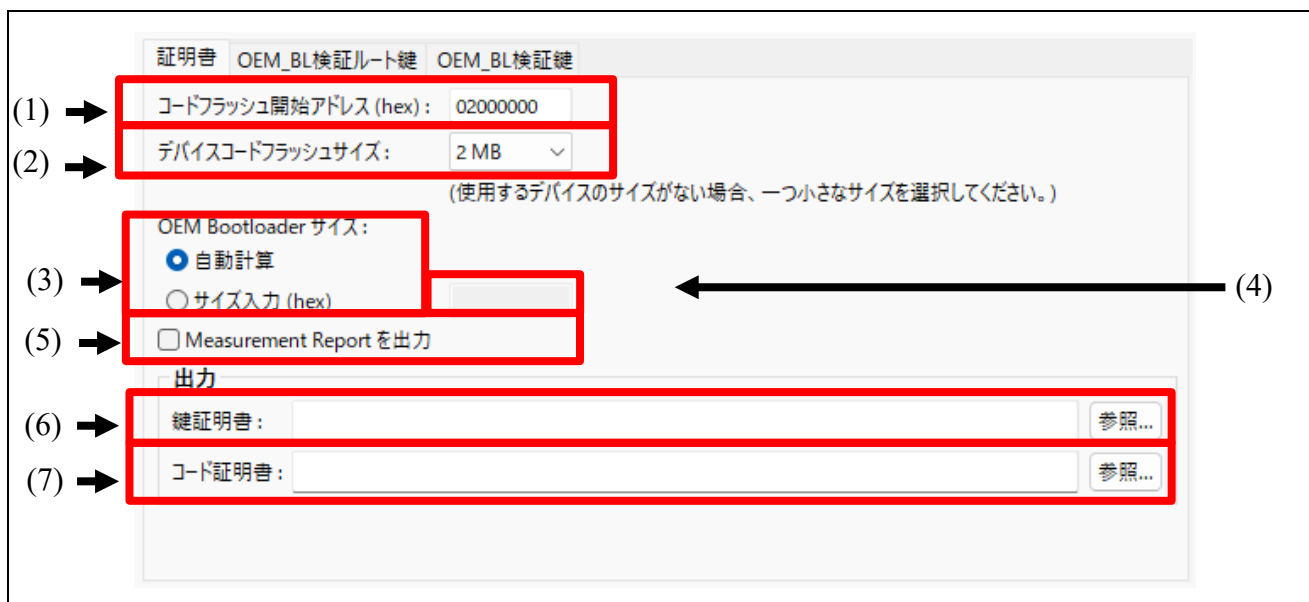 証明書 OEM_BL検証ルート鍵 OEM_BL検証鍵
(1) コードフラッシュ開始アドレス (hex) : 02000000
(2) デバイスコードフラッシュサイズ : 2 MB
(使用するデバイスのサイズがない場合、一つ小さなサイズを選択してください。)
OEM Bootloader サイズ :
自動計算
(3) サイズ入力 (hex) (4)
(5) Measurement Report を出力
出力
(6) 鍵証明書 : 参照...
(7) コード証明書 : 参照...